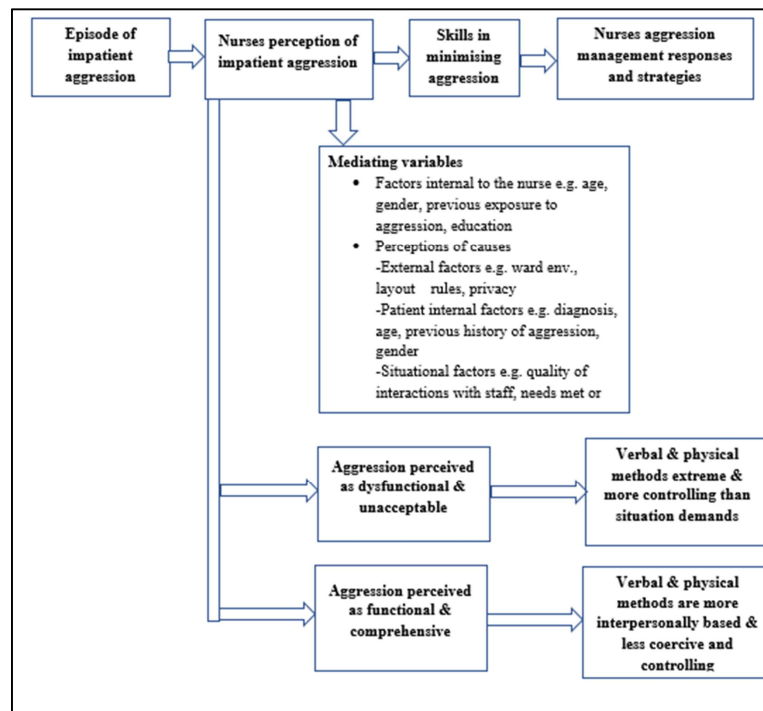 Episode of
impatient
aggression
Nurses perception of
impatient aggression
Skills in
minimising
aggression
Nurses aggression
management responses
and strategies
Mediating variables
• Factors internal to the nurse e.g. age,
gender, previous exposure to
aggression, education
• Perceptions of causes
-External factors e.g. ward env.,
layout rules, privacy
-Patient internal factors e.g. diagnosis,
age, previous history of aggression,
gender
-Situational factors e.g. quality of
interactions with staff, needs met or
Aggression perceived
as dysfunctional &
unacceptable
Verbal & physical
methods extreme &
more controlling than
situation demands
Aggression perceived
as functional &
comprehensive
Verbal & physical
methods are more
interpersonally based &
less coercive and
controlling